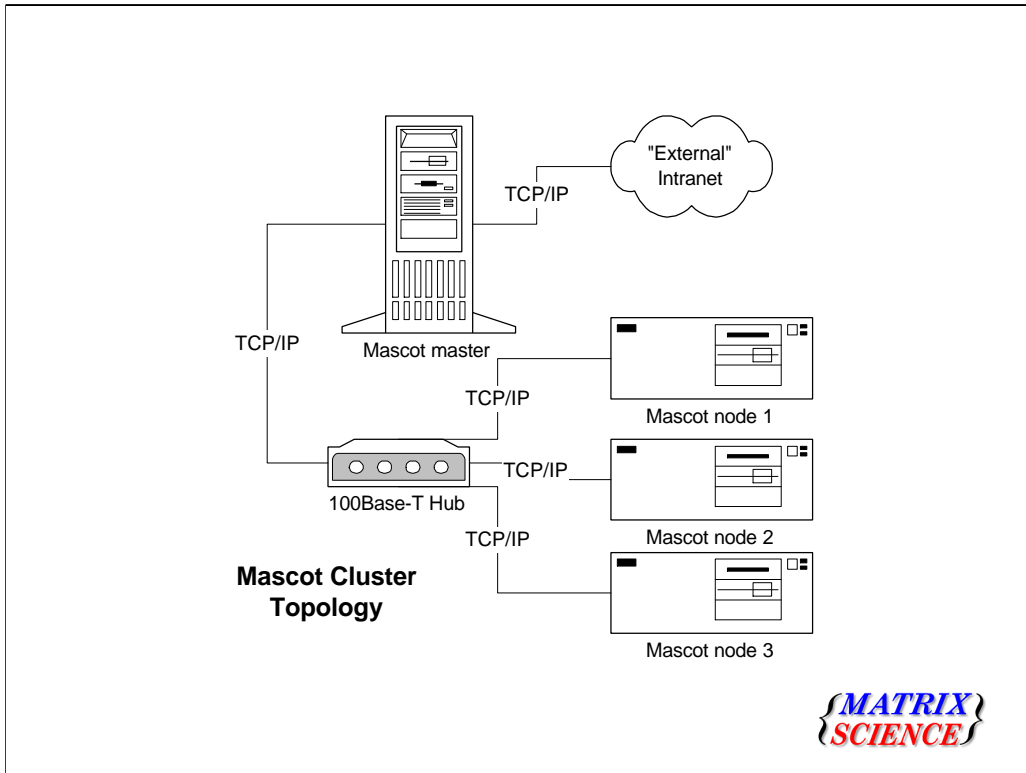 "External"
Intranet
TCP/IP
TCP/IP
Mascot master
TCP/IP
Mascot node 1
TCP/IP
100Base-T Hub
Mascot node 2
TCP/IP
Mascot Cluster
Topology
Mascot node 3
{MATRIX
SCIENCE}